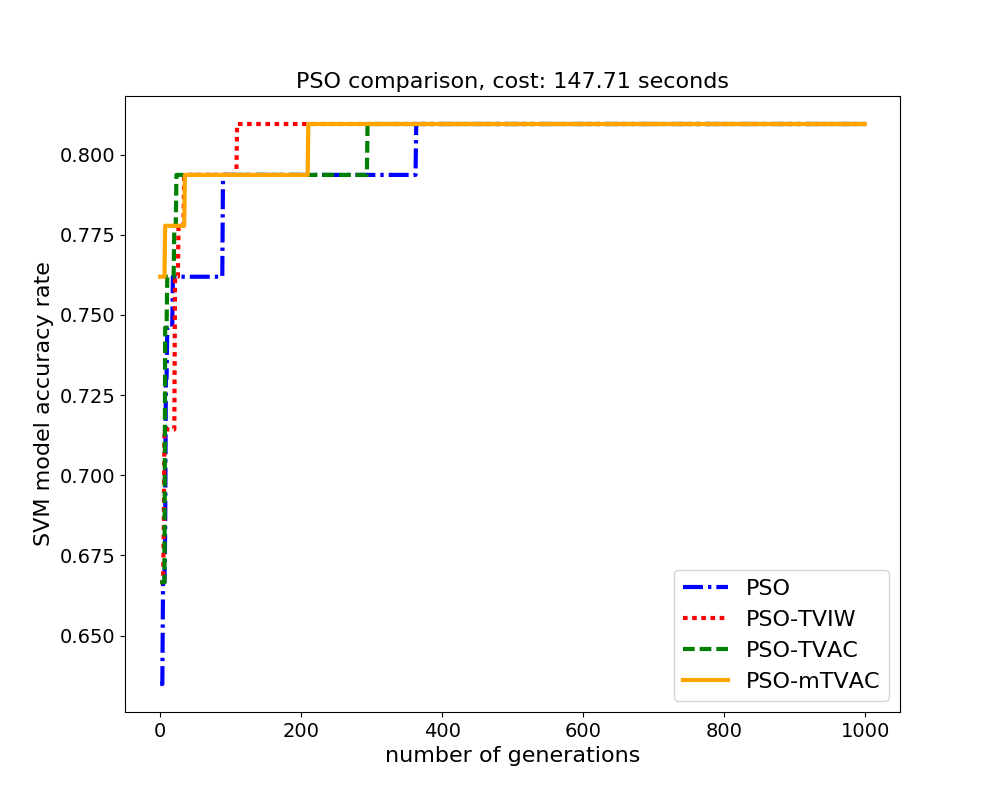 PSO comparison, cost: 147.71 seconds
0.800
0.775
0.750
0.725
0.700
0.675
0.650
SVM model accuracy rate
0 200 400 600 800 1000
number of generations
PSO
PSO-TVIW
PSO-TVAC
PSO-mTVAC